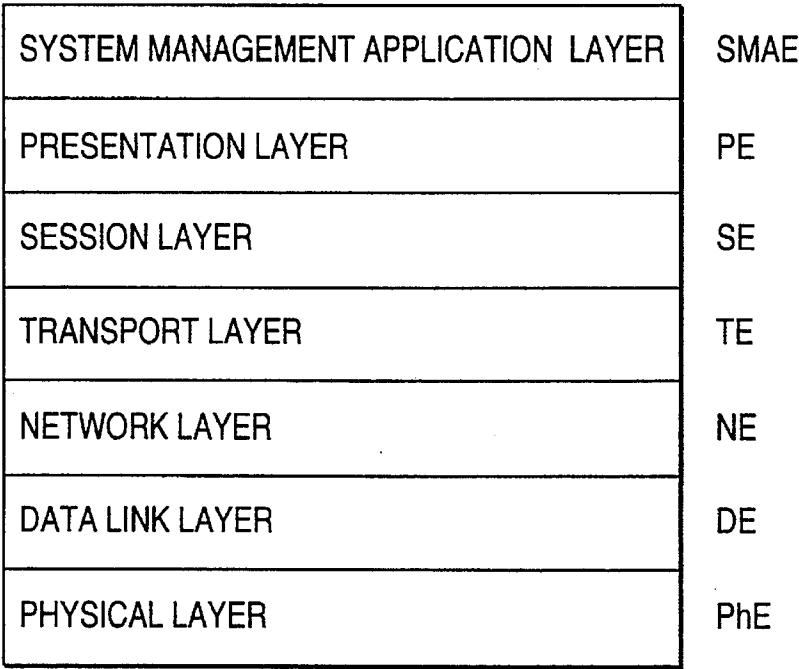 SYSTEM MANAGEMENT APPLICATION LAYER SMAE
PRESENTATION LAYER PE
SESSION LAYER SE
TRANSPORT LAYER TE
NETWORK LAYER NE
DATA LINK LAYER DE
PHYSICAL LAYER PhE